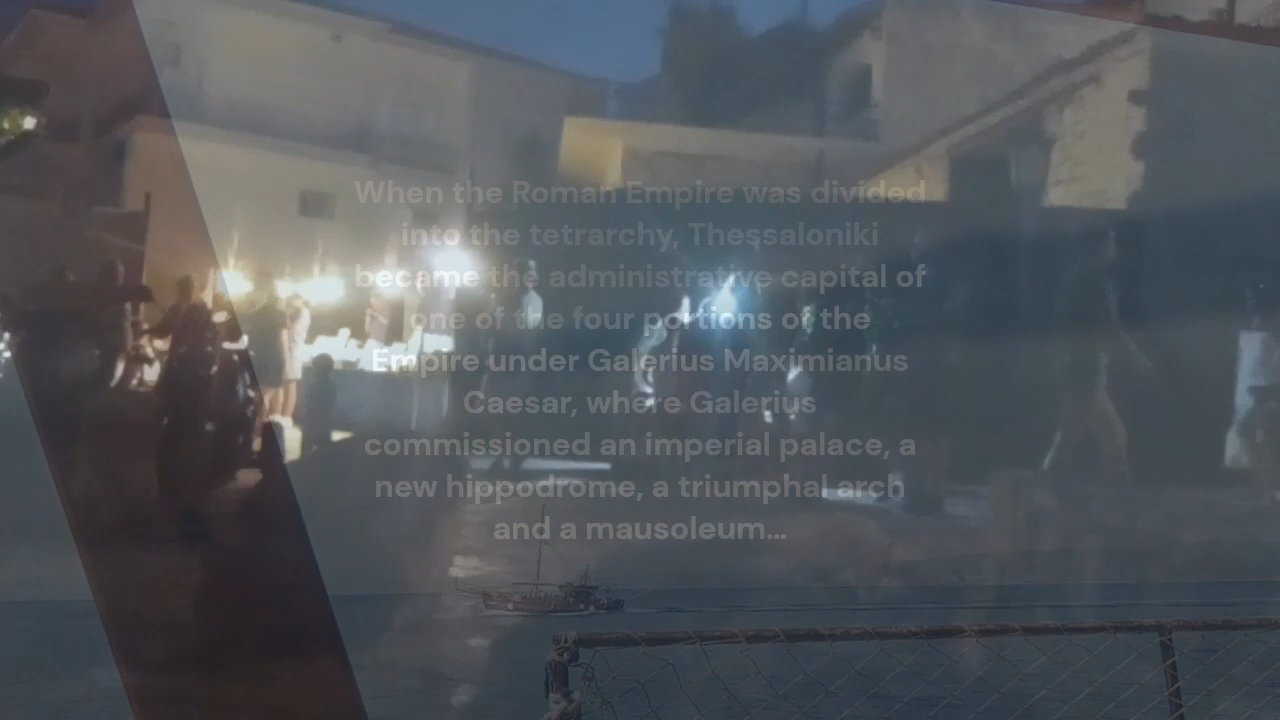 When the Roman Empire was divided
into the tetrarchy, Thessaloniki
became the administrative capital of
one of the four portions of the
Empire under Galerius Maximianus
Caesar, where Galerius
commissioned an imperial palace, a
new hippodrome, a triumphal arch
and a mausoleum...